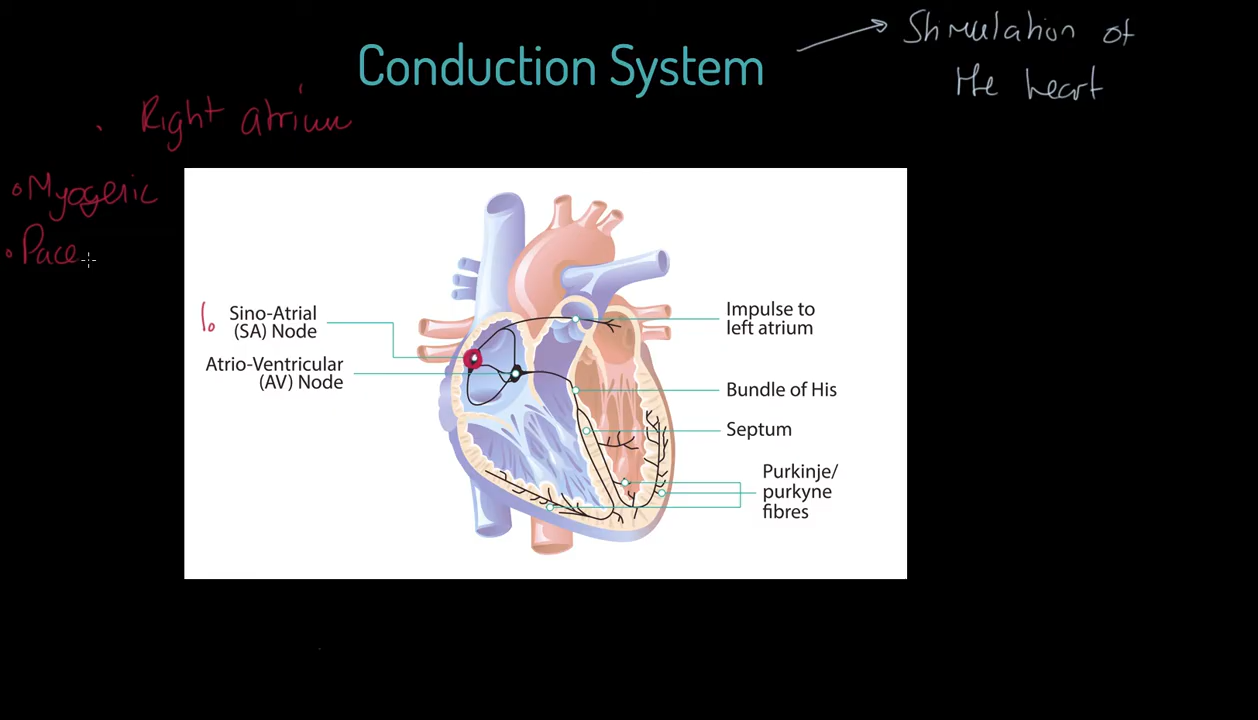 Conduction System
Stimulation of
the heart
Right atrium
Myogenic
Pace
1. Sino-Atrial
(SA) Node
Atrio-Ventricular
(AV) Node
Impulse to
left atrium
Bundle of His
Septum
Purkinje/
purkyne
fibres